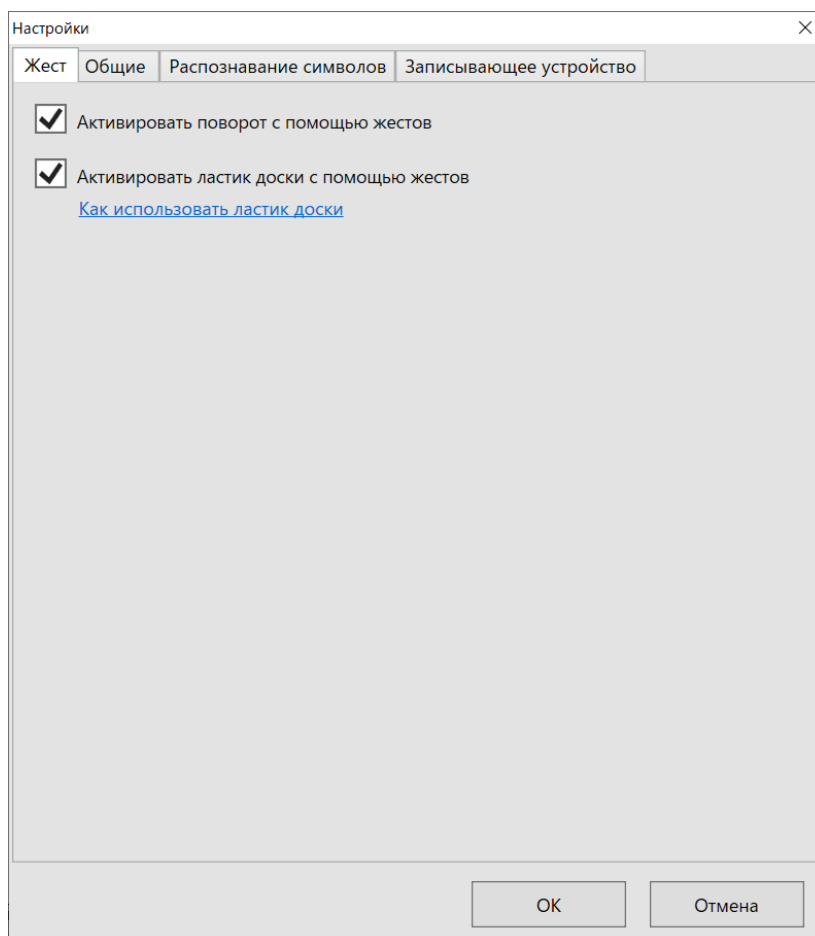 Настройки
Жест Общие Распознавание символов Записывающее устройство
Активировать поворот с помощью жестов
Активировать ластик доски с помощью жестов
Как использовать ластик доски
OK Отмена